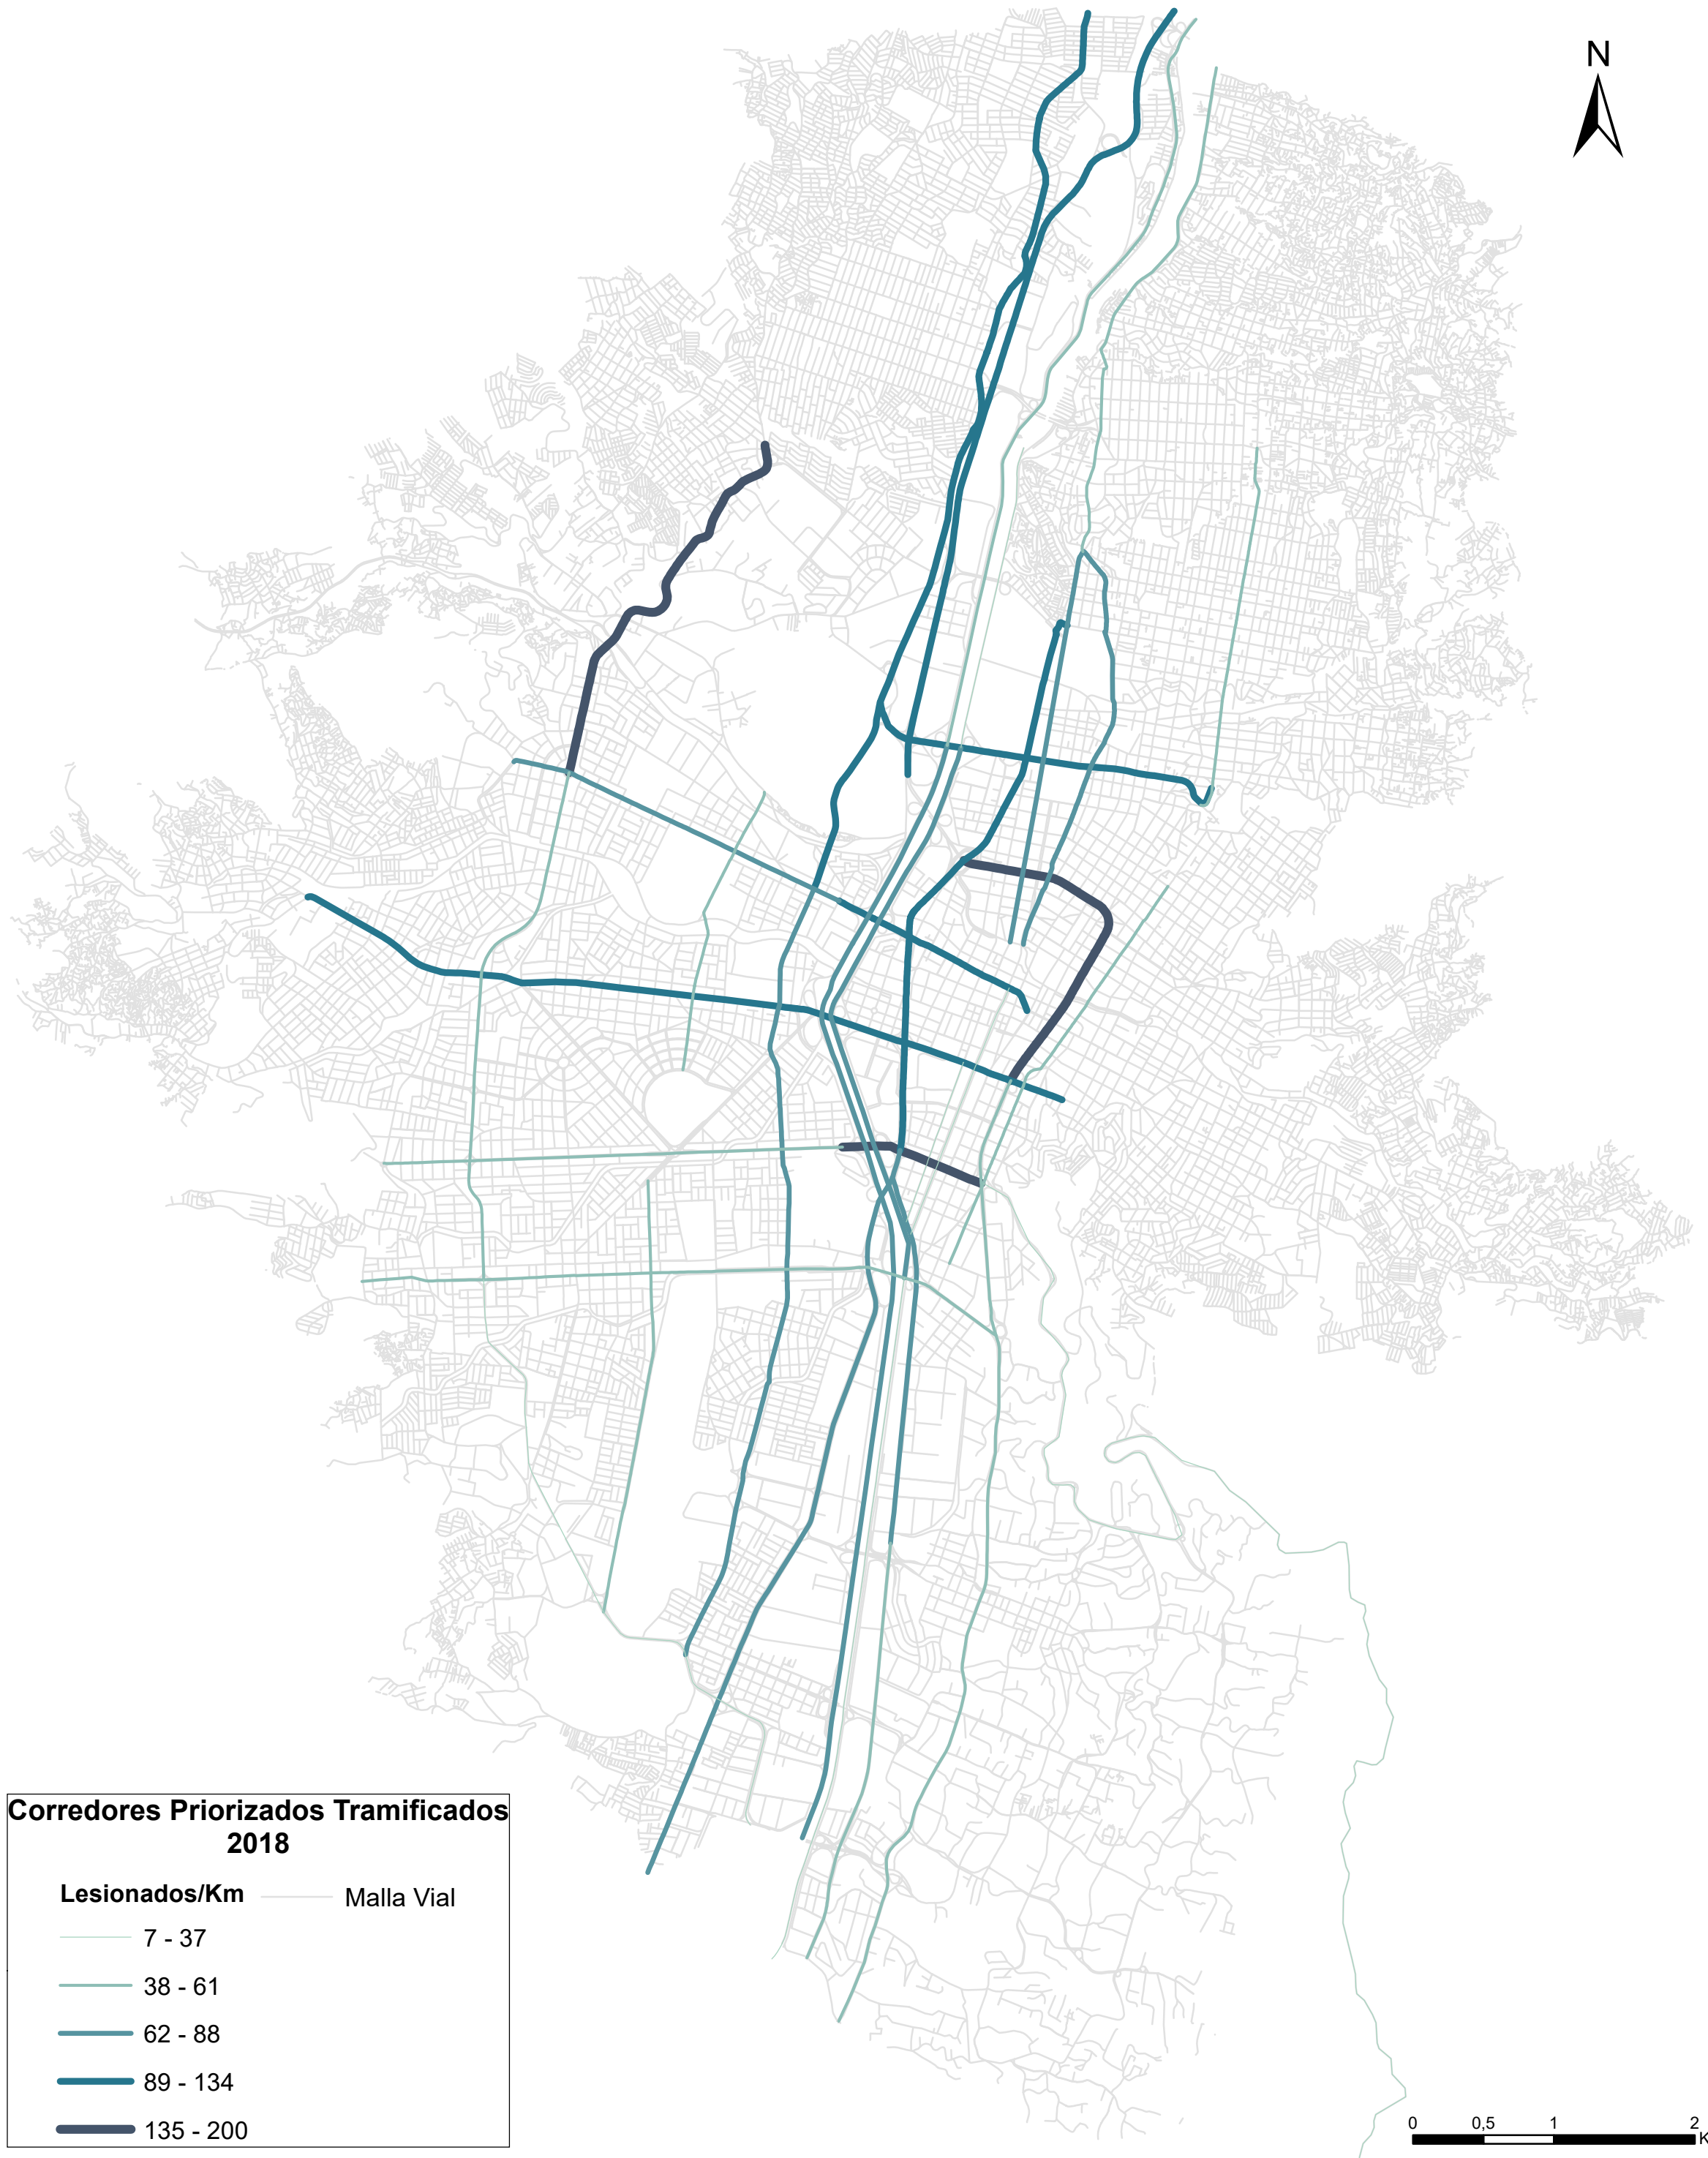 N
Corredores Priorizados Tramificados
2018
Lesionados/Km
Malla Vial
7 - 37
38 - 61
62 - 88
89 - 134
135 - 200
0 0,5 1 2
K